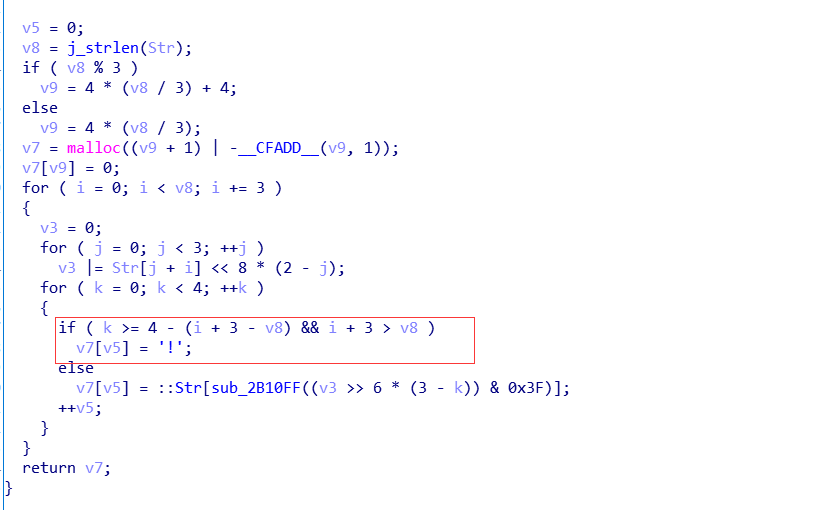 v5 = 0;
v8 = j_strlen(Str);
if ( v8 % 3 )
v9 = 4 * (v8 / 3) + 4;
else
v9 = 4 * (v8 / 3);
v7 = malloc((v9 + 1) | -__CFADD__(v9, 1));
v7[v9] = 0;
for ( i = 0; i < v8; i += 3 )
{
v3 = 0;
for ( j = 0; j < 3; ++j )
v3 |= Str[j + i] << 8 * (2 - j);
for ( k = 0; k < 4; ++k )
{
if ( k >= 4 - (i + 3 - v8) && i + 3 > v8 )
v7[v5] = '!';
else
v7[v5] = ::Str[sub_2B10FF((v3 >> 6 * (3 - k)) & 0x3F)];
++v5;
}
}
return v7;
}